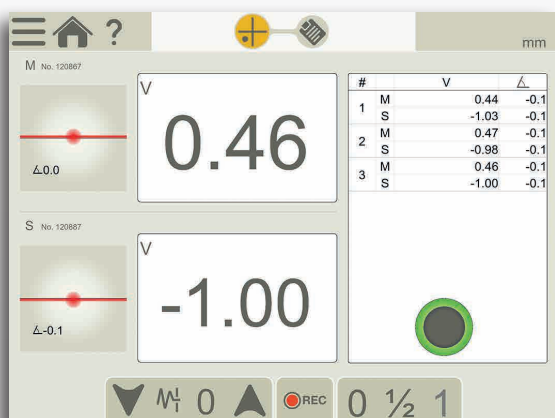 ?
mm
M No. 120867
V
0.46
∡0.0
S No. 120867
V
-1.00
∡-0.1
# V ∡
1 M 0.44 -0.1
S -1.03 -0.1
2 M 0.47 -0.1
S -0.98 -0.1
3 M 0.46 -0.1
S -1.00 -0.1
0 REC 0 ½ 1